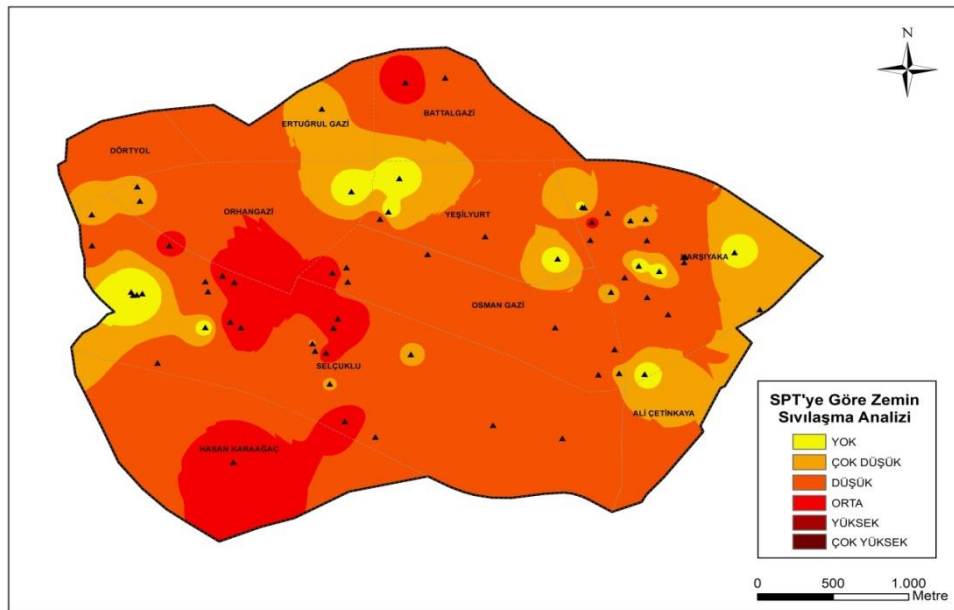 N
BATTALGAZİ
ERTUĞRUL GAZİ
DÖRTYOL
ORHANGAZİ
YEŞİLYURT
KARŞIYAKA
OSMAN GAZİ
SELÇUKLU
ALİ ÇETİNKAYA
HASAN KARAAĞAÇ
SPT'ye Göre Zemin
Sıvılaşma Analizi
YOK
ÇOK DÜŞÜK
DÜŞÜK
ORTA
YÜKSEK
ÇOK YÜKSEK
0 500 1.000
Metre